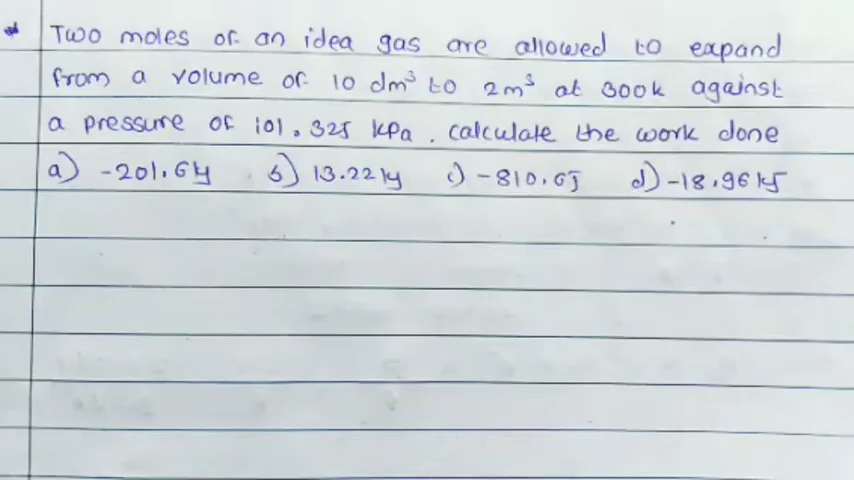 * Two moles of an idea gas are allowed to expand
from a volume of 10 dm³ to 2m³ at 300k against
a pressure of 101.325 kPa. calculate the work done
a) -201.6kJ b) 13.22kJ c) -810.6J d) -18.96kJ